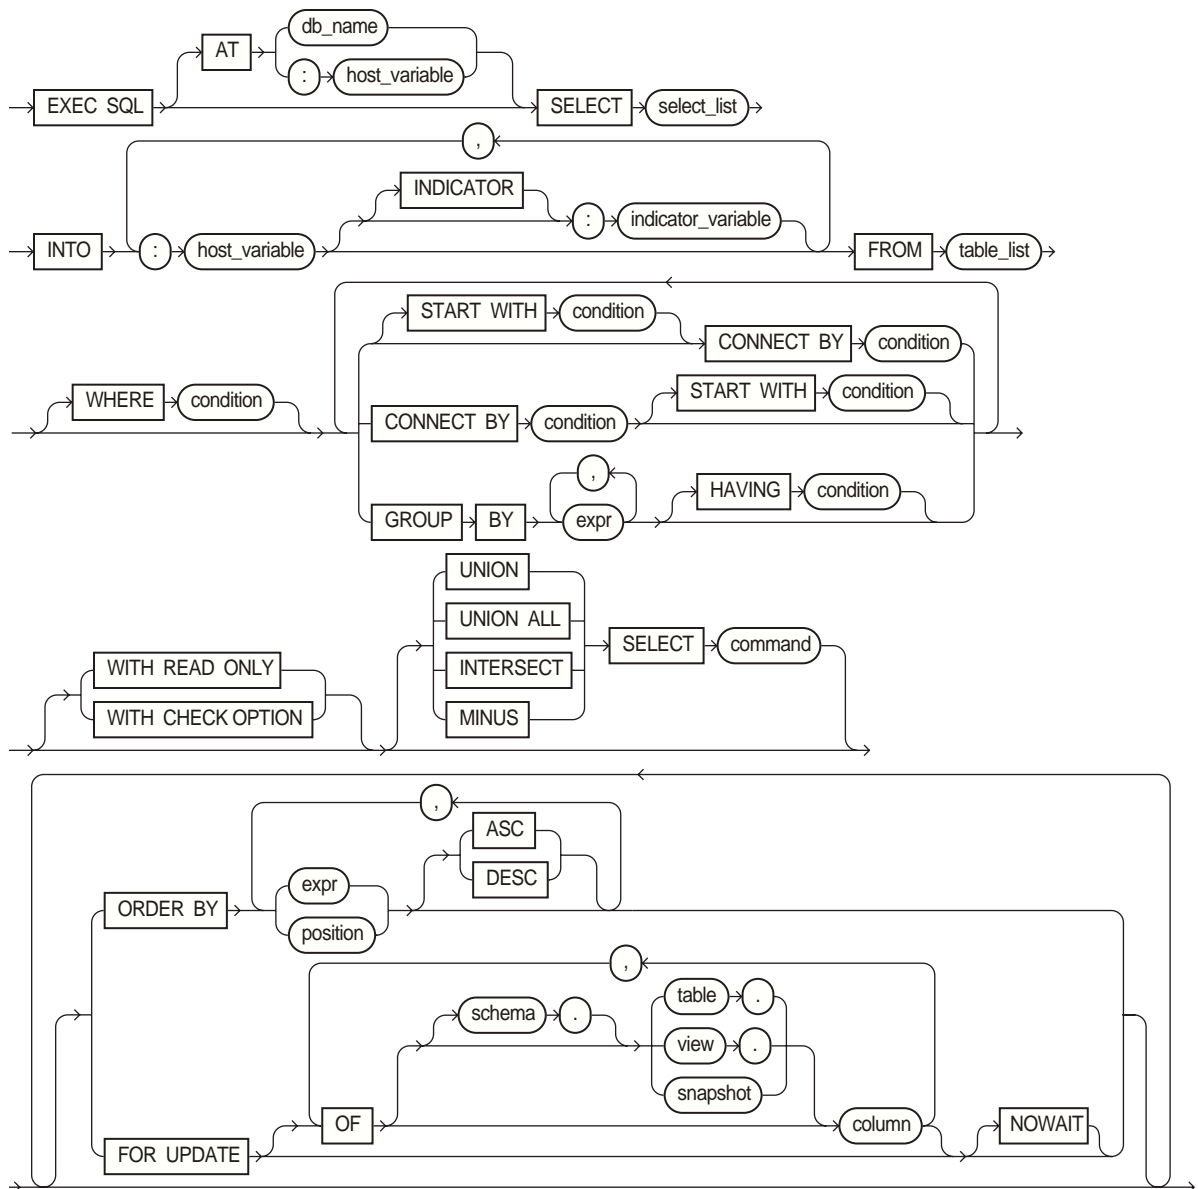 db_name
AT
: host_variable
EXEC SQL SELECT select_list
,
INDICATOR
: indicator_variable
INTO : host_variable FROM table_list
START WITH condition
CONNECT BY condition
WHERE condition START WITH condition
CONNECT BY condition
,
HAVING condition
GROUP BY expr
UNION
UNION ALL
SELECT command
WITH READ ONLY INTERSECT
WITH CHECK OPTION MINUS
,
ASC
DESC
expr
ORDER BY
position
,
table .
schema .
view .
snapshot
OF column NOWAIT
FOR UPDATE